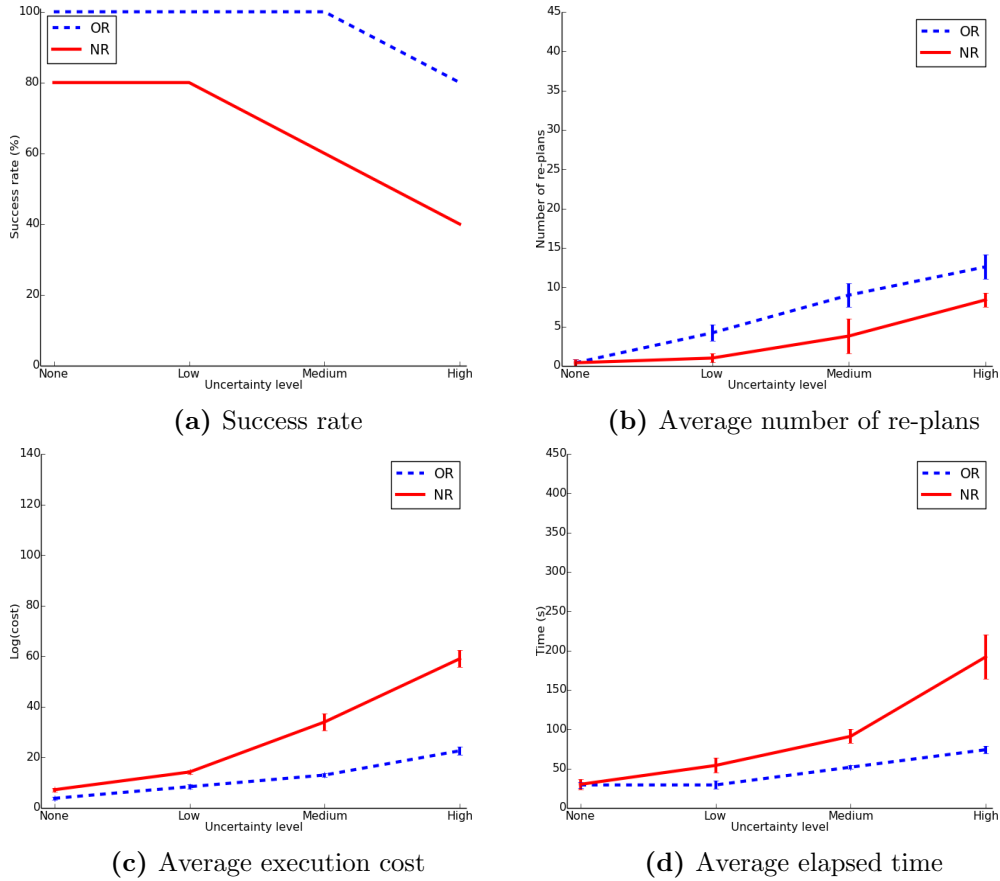 100
80
60
40
20
0
Success rate (%)
OR
NR
None Low Medium High
Uncertainty level
(a) Success rate
45
40
35
30
25
20
15
10
5
0
Number of re-plans
OR
NR
None Low Medium High
Uncertainty level
(b) Average number of re-plans
140
120
100
80
60
40
20
0
Log(cost)
OR
NR
None Low Medium High
Uncertainty level
(c) Average execution cost
450
400
350
300
250
200
150
100
50
0
Time (s)
OR
NR
None Low Medium High
Uncertainty level
(d) Average elapsed time